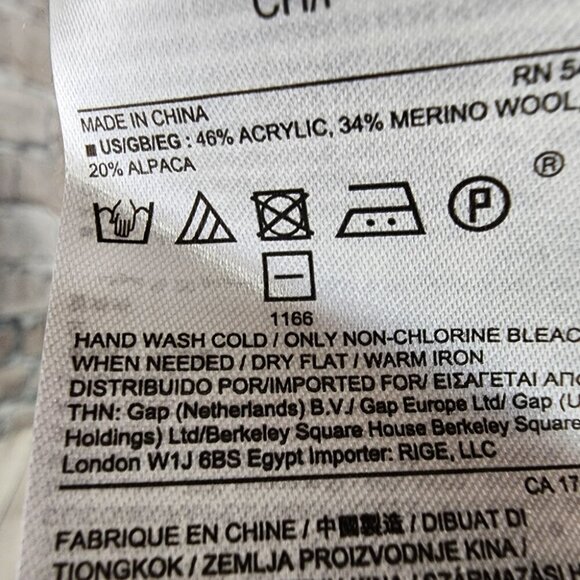 RN 54
MADE IN CHINA
US/GB/EG : 46% ACRYLIC, 34% MERINO WOOL,
20% ALPACA
®
P
1166
HAND WASH COLD / ONLY NON-CHLORINE BLEAC
WHEN NEEDED / DRY FLAT / WARM IRON
DISTRIBUIDO POR/IMPORTED FOR/ ΕΙΣΑΓΕΤΑΙ ΑΠΟ
THN: Gap (Netherlands) B.V./ Gap Europe Ltd/ Gap (U
Holdings) Ltd/Berkeley Square House Berkeley Square
London W1J 6BS Egypt Importer: RIGE, LLC
CA 17
FABRIQUE EN CHINE / 中國製造 / DIBUAT DI
TIONGKOK / ZEMLJA PROIZVODNJE KINA /